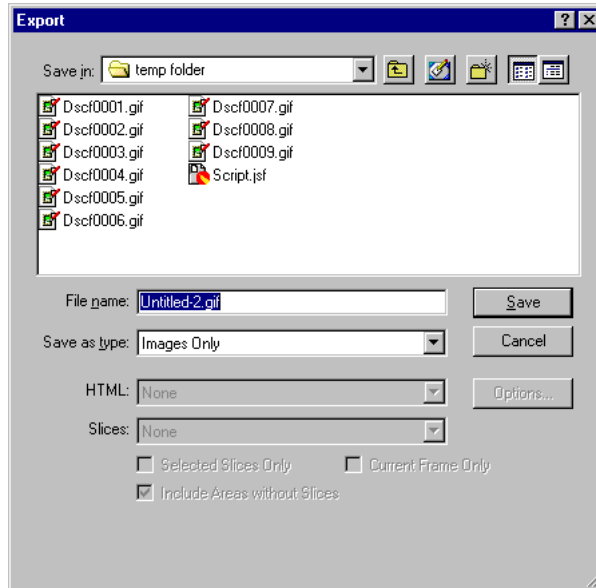 Export
Save in: temp folder
Dscf0001.gif Dscf0007.gif
Dscf0002.gif Dscf0008.gif
Dscf0003.gif Dscf0009.gif
Dscf0004.gif Script.jsf
Dscf0005.gif
Dscf0006.gif
File name: Untitled-2.gif Save
Save as type: Images Only Cancel
HTML: None Options...
Slices: None
Selected Slices Only Current Frame Only
Include Areas without Slices